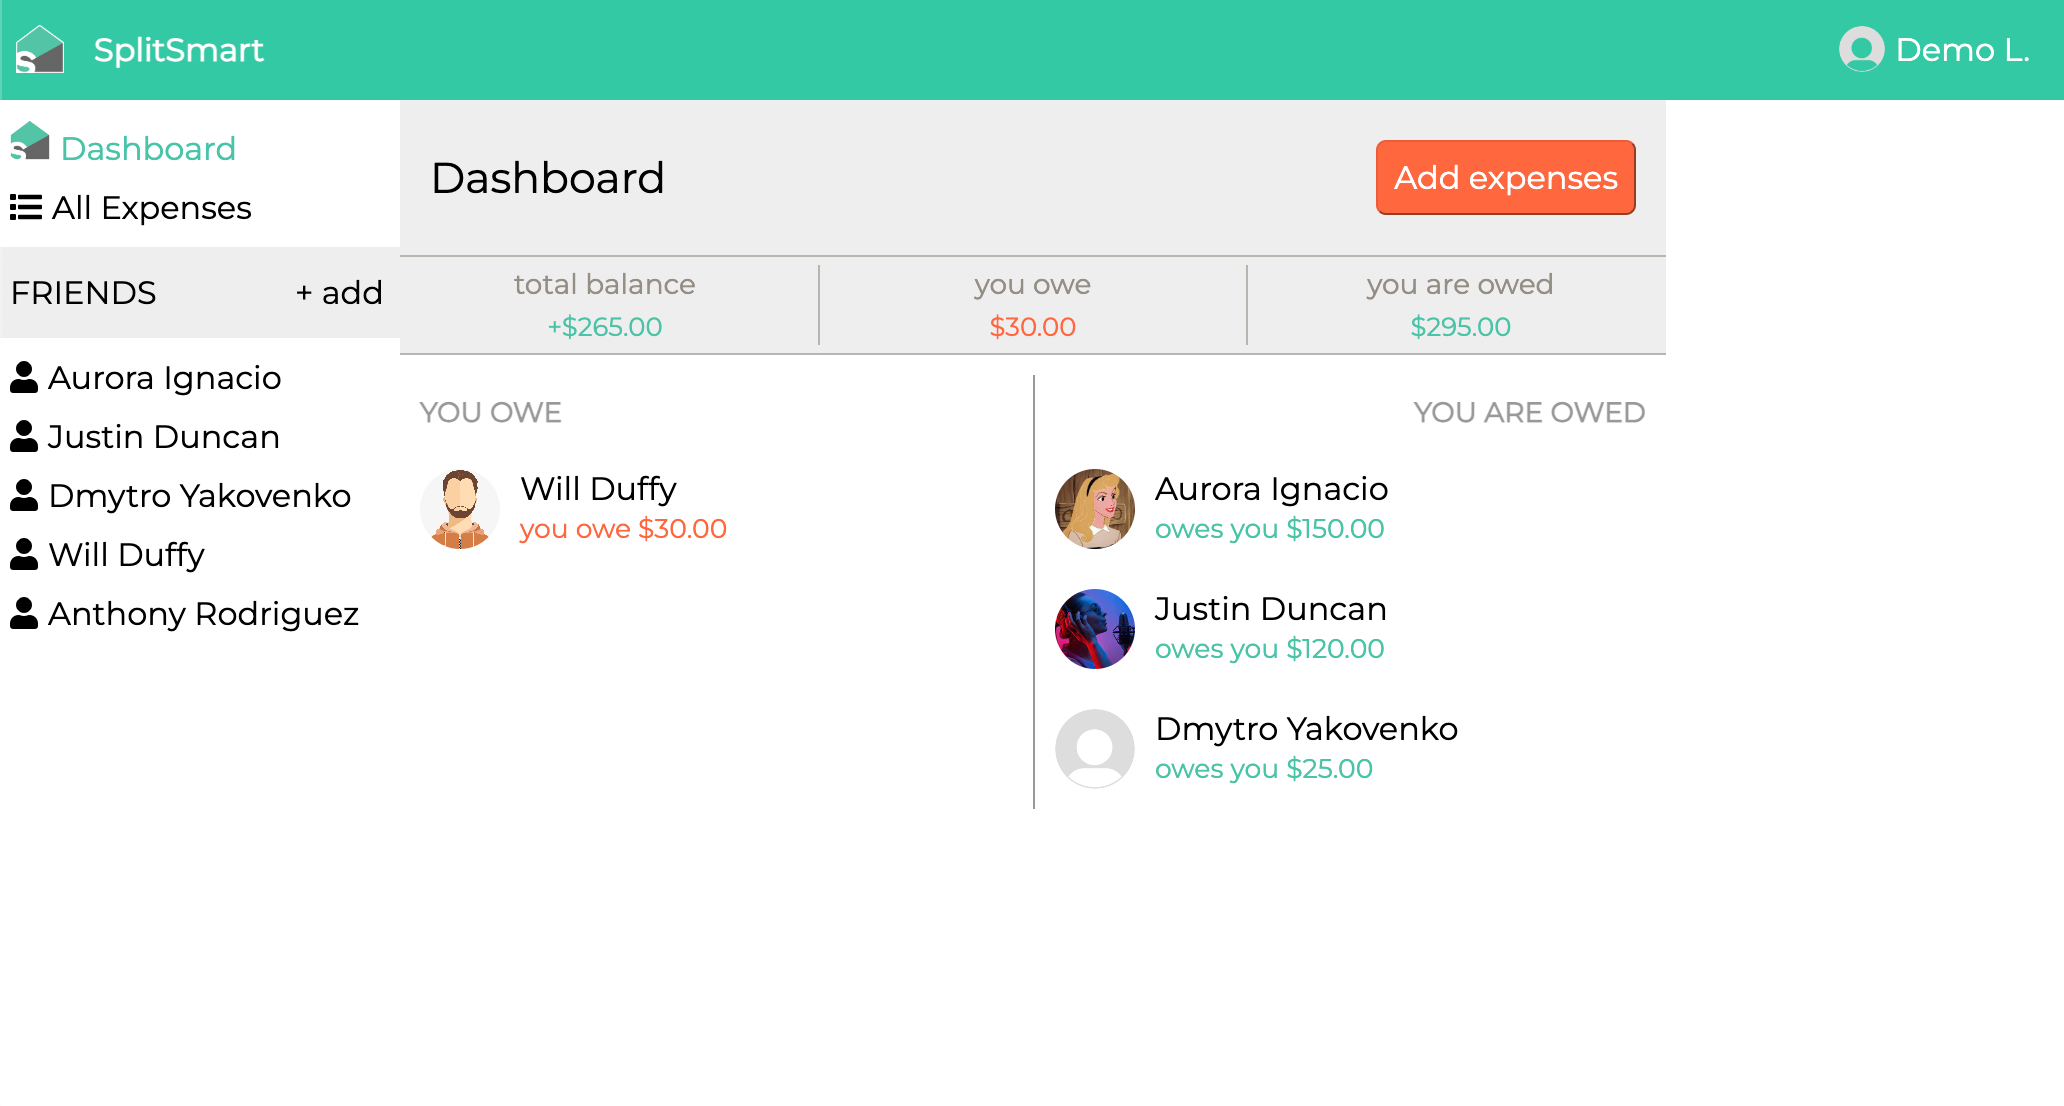 SplitSmart
Demo L.
Dashboard
All Expenses
FRIENDS + add
Aurora Ignacio
Justin Duncan
Dmytro Yakovenko
Will Duffy
Anthony Rodriguez
Dashboard
Add expenses
total balance
+$265.00
you owe
$30.00
you are owed
$295.00
YOU OWE
Will Duffy
you owe $30.00
YOU ARE OWED
Aurora Ignacio
owes you $150.00
Justin Duncan
owes you $120.00
Dmytro Yakovenko
owes you $25.00